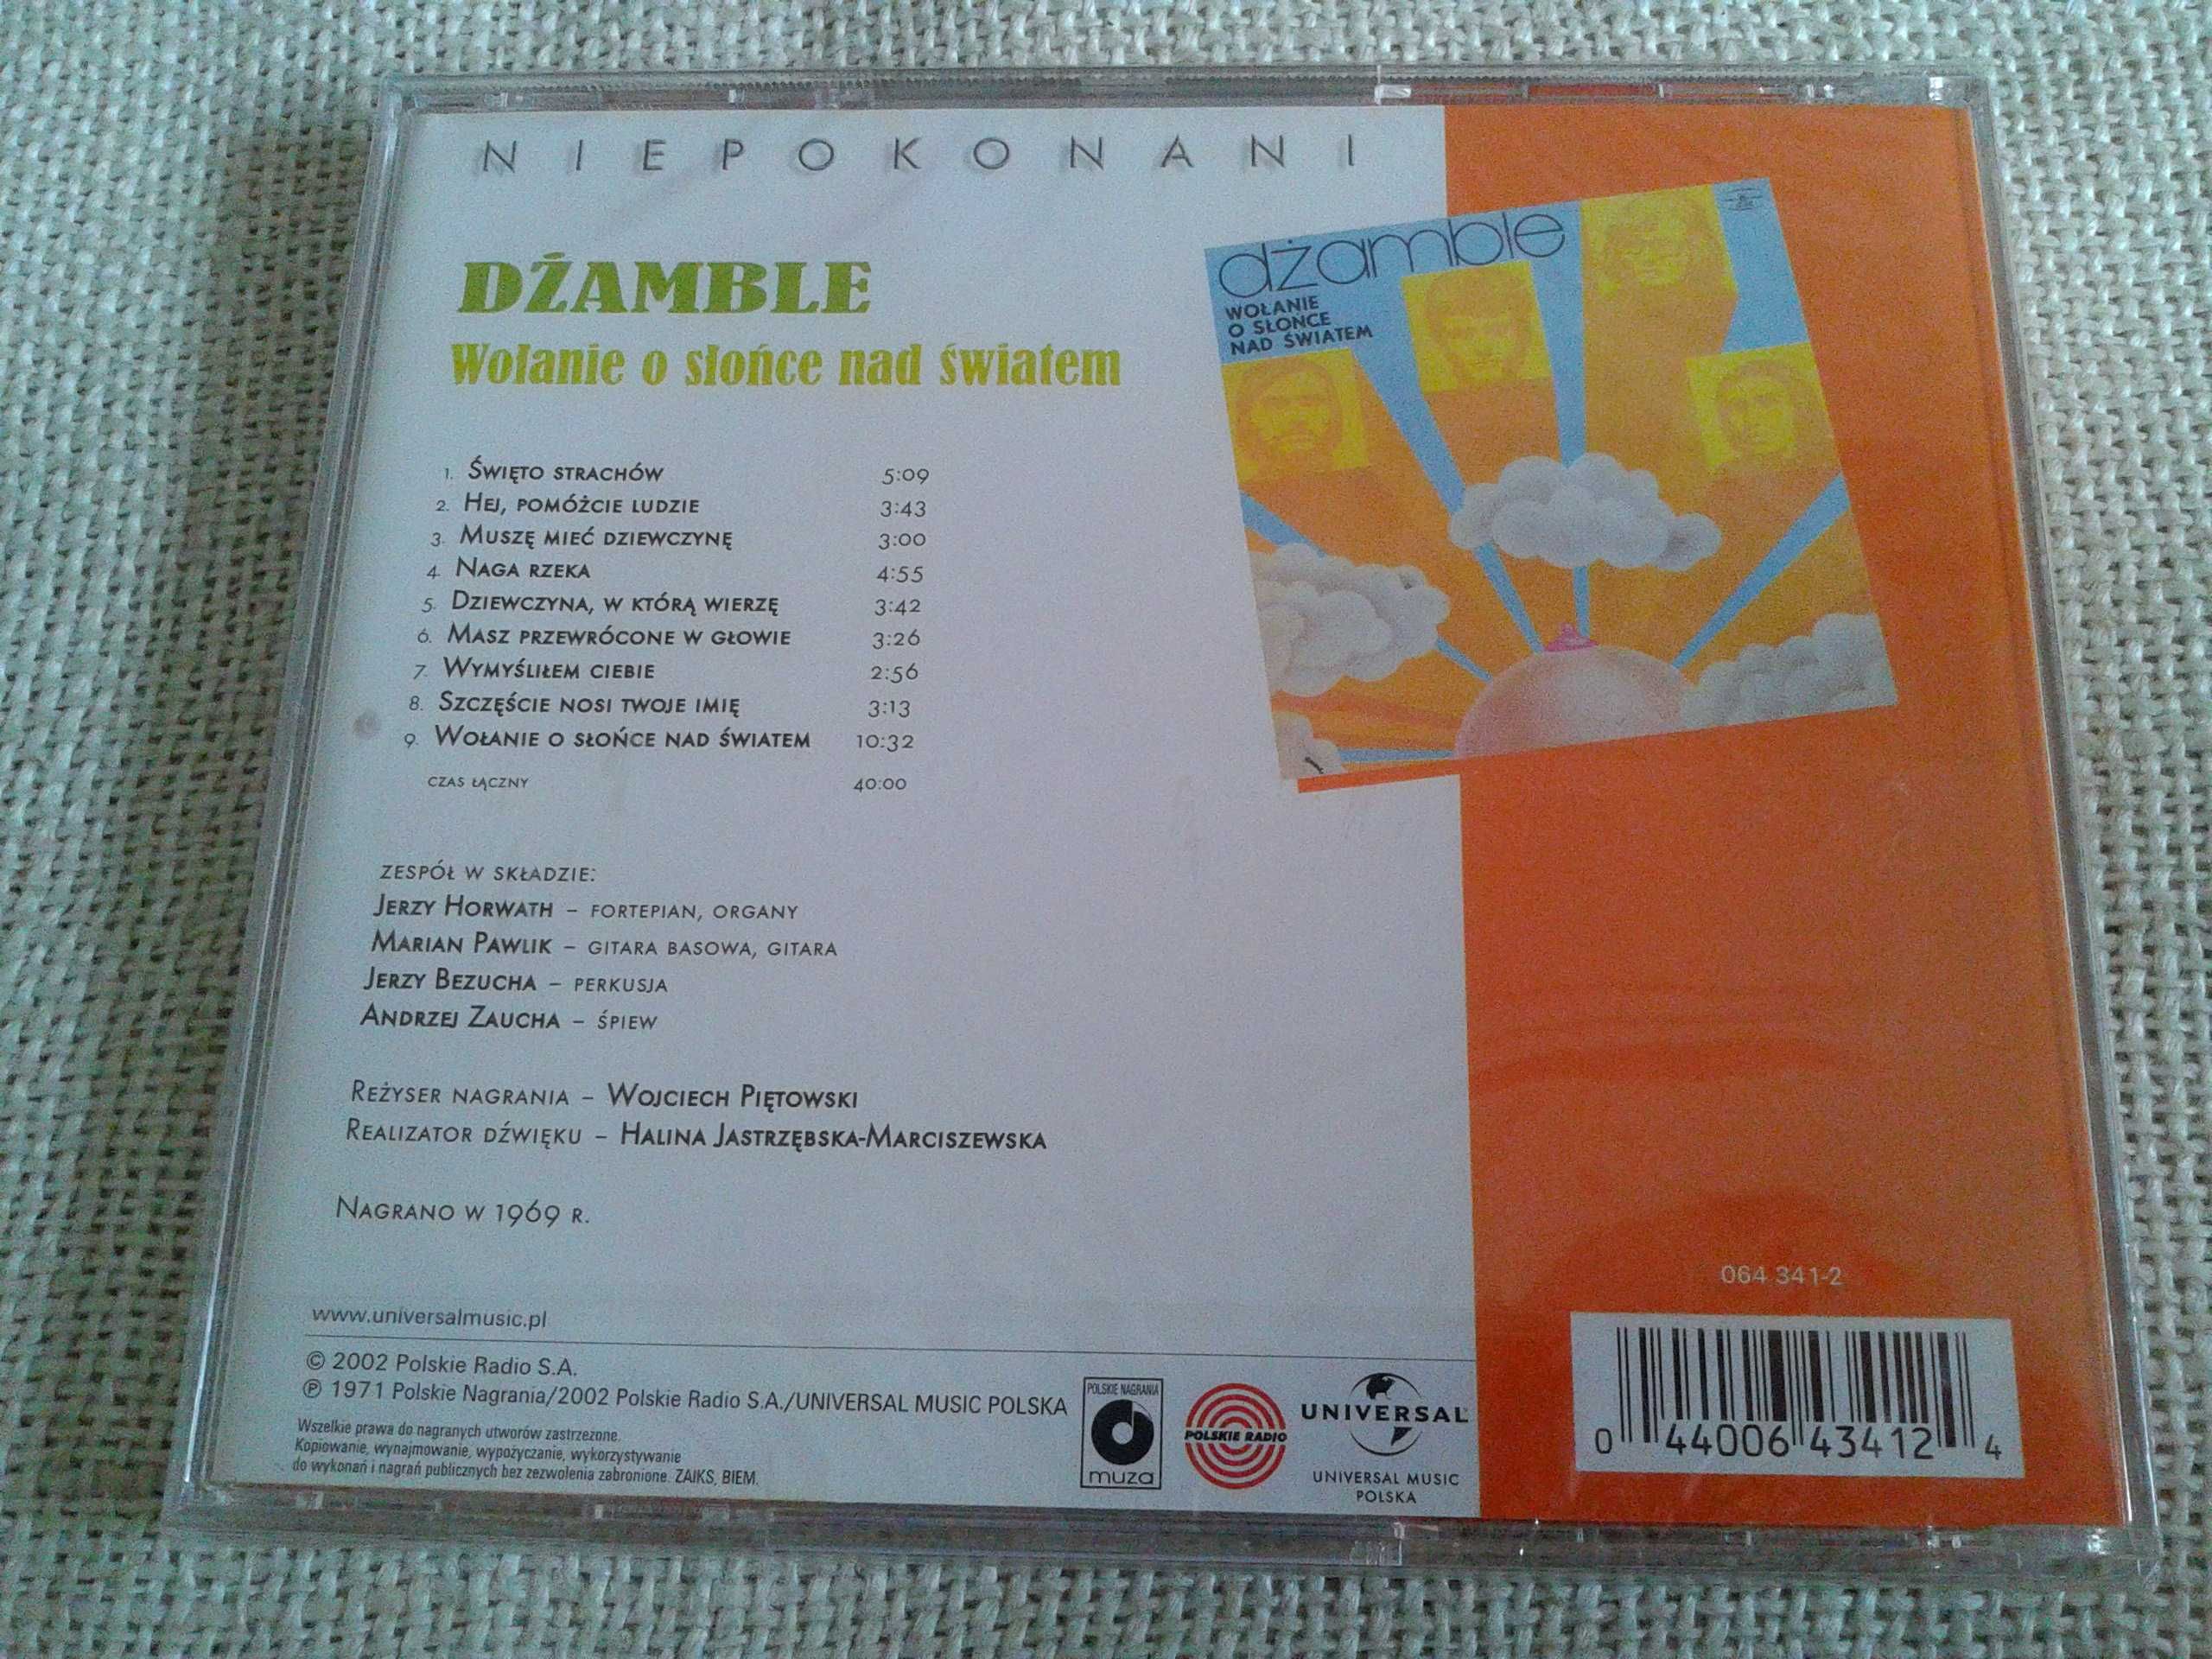 NIEPOKONANI
DŻAMBLE
Wołanie o słońce nad światem
dżamble
WOŁANIE
O SŁOŃCE
NAD ŚWIATEM
1. ŚWIĘTO STRACHÓW 5:09
2. HEJ, POMÓŻCIE LUDZIE 3:43
3. MUSZĘ MIEĆ DZIEWCZYNĘ 3:00
4. NAGA RZEKA 4:55
5. DZIEWCZYNA, W KTÓRĄ WIERZĘ 3:42
6. MASZ PRZEWRÓCONE W GŁOWIE 3:26
7. WYMYŚLIŁEM CIEBIE 2:56
8. SZCZĘŚCIE NOSI TWOJE IMIĘ 3:13
9. WOŁANIE O SŁOŃCE NAD ŚWIATEM 10:32
CZAS ŁĄCZNY 40:00
ZESPÓŁ W SKŁADZIE:
JERZY HORWATH – FORTEPIAN, ORGANY
MARIAN PAWLIK – GITARA BASOWA, GITARA
JERZY BEZUCHA – PERKUSJA
ANDRZEJ ZAUCHA – ŚPIEW
REŻYSER NAGRANIA – WOJCIECH PIĘTOWSKI
REALIZATOR DŹWIĘKU – HALINA JASTRZĘBSKA-MARCISZEWSKA
NAGRANO W 1969 R.
www.universalmusic.pl
© 2002 Polskie Radio S.A.
℗ 1971 Polskie Nagrania/2002 Polskie Radio S.A./UNIVERSAL MUSIC POLSKA
Wszelkie prawa do nagranych utworów zastrzeżone.
Kopiowanie, wynajmowanie, wypożyczanie, wykorzystywanie
do wykonań i nagrań publicznych bez zezwolenia zabronione. ZAIKS, BIEM.
POLSKIE NAGRANIA
muza
POLSKIE RADIO
UNIVERSAL
UNIVERSAL MUSIC
POLSKA
064 341-2
0 44006 43412 4